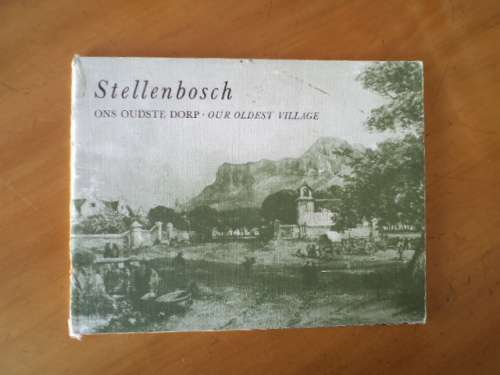 Stellenbosch
ONS OUDSTE DORP · OUR OLDEST VILLAGE